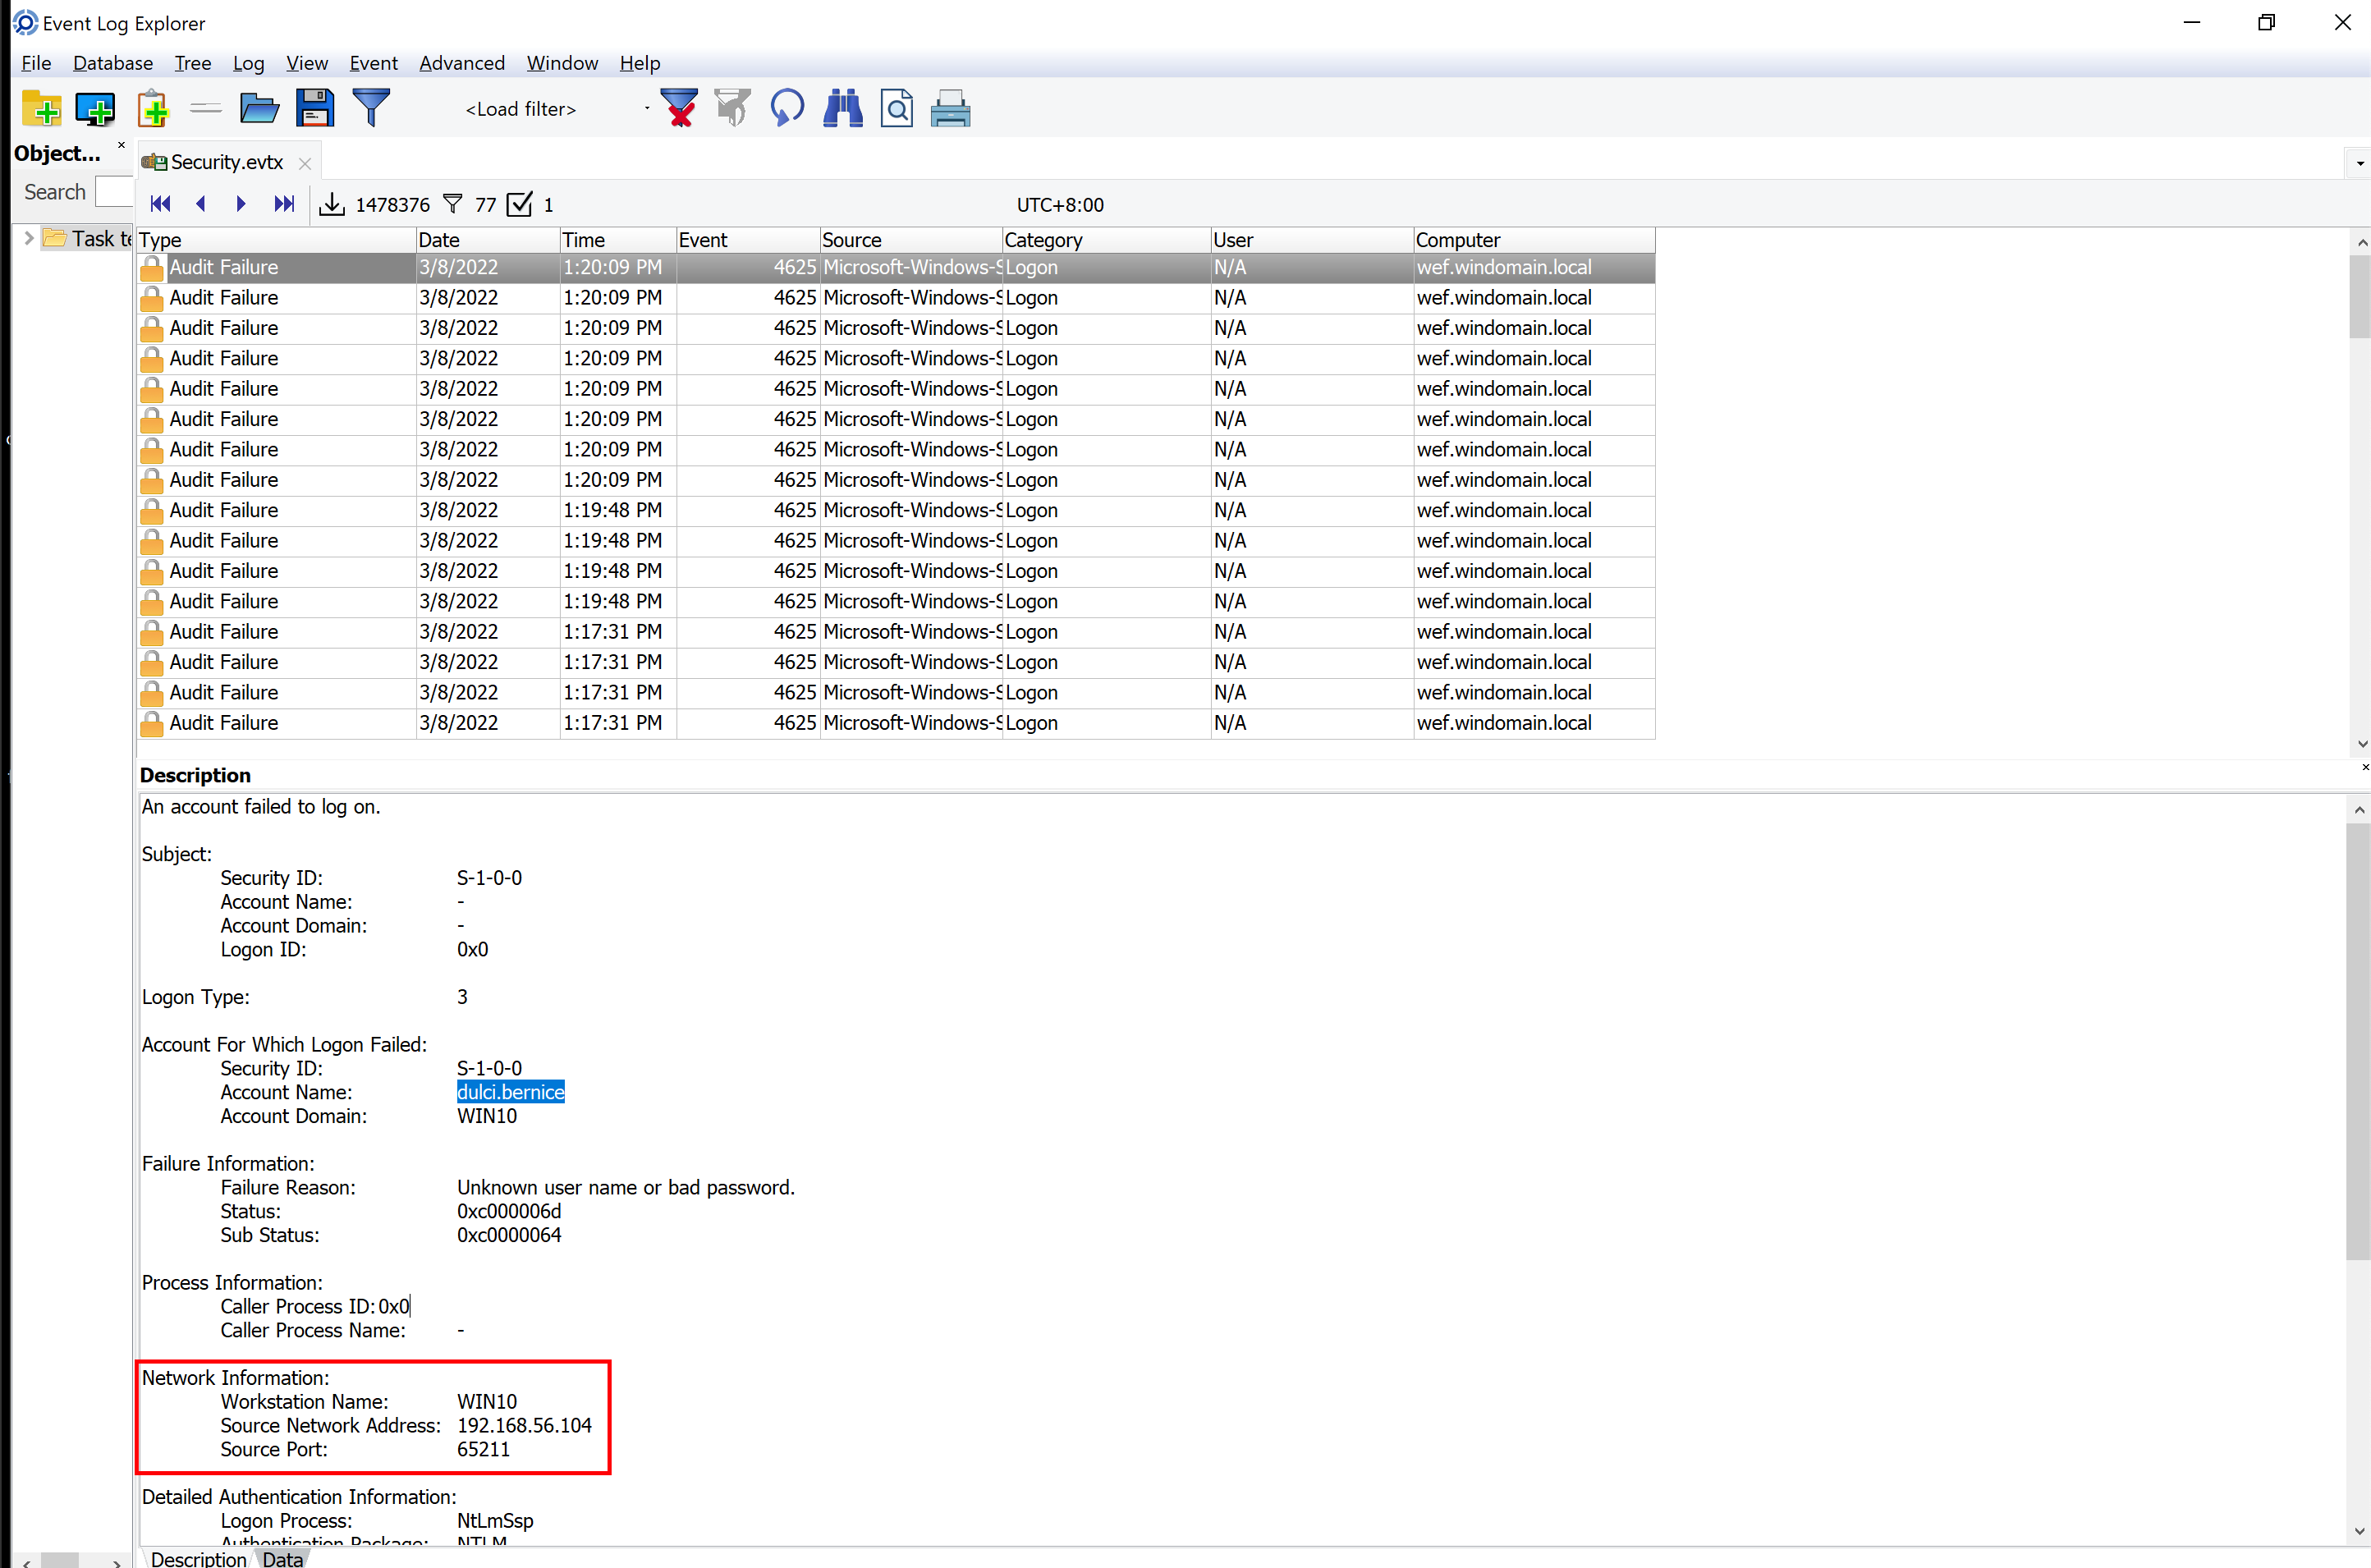 Event Log Explorer
File Database Tree Log View Event Advanced Window Help
<Load filter>
Object...
Security.evtx
Search
1478376 77 1
UTC+8:00
Task te
Type Date Time Event Source Category User Computer
Audit Failure 3/8/2022 1:20:09 PM 4625 Microsoft-Windows-S Logon N/A wef.windomain.local
Audit Failure 3/8/2022 1:20:09 PM 4625 Microsoft-Windows-S Logon N/A wef.windomain.local
Audit Failure 3/8/2022 1:20:09 PM 4625 Microsoft-Windows-S Logon N/A wef.windomain.local
Audit Failure 3/8/2022 1:20:09 PM 4625 Microsoft-Windows-S Logon N/A wef.windomain.local
Audit Failure 3/8/2022 1:20:09 PM 4625 Microsoft-Windows-S Logon N/A wef.windomain.local
Audit Failure 3/8/2022 1:20:09 PM 4625 Microsoft-Windows-S Logon N/A wef.windomain.local
Audit Failure 3/8/2022 1:20:09 PM 4625 Microsoft-Windows-S Logon N/A wef.windomain.local
Audit Failure 3/8/2022 1:20:09 PM 4625 Microsoft-Windows-S Logon N/A wef.windomain.local
Audit Failure 3/8/2022 1:19:48 PM 4625 Microsoft-Windows-S Logon N/A wef.windomain.local
Audit Failure 3/8/2022 1:19:48 PM 4625 Microsoft-Windows-S Logon N/A wef.windomain.local
Audit Failure 3/8/2022 1:19:48 PM 4625 Microsoft-Windows-S Logon N/A wef.windomain.local
Audit Failure 3/8/2022 1:19:48 PM 4625 Microsoft-Windows-S Logon N/A wef.windomain.local
Audit Failure 3/8/2022 1:17:31 PM 4625 Microsoft-Windows-S Logon N/A wef.windomain.local
Audit Failure 3/8/2022 1:17:31 PM 4625 Microsoft-Windows-S Logon N/A wef.windomain.local
Audit Failure 3/8/2022 1:17:31 PM 4625 Microsoft-Windows-S Logon N/A wef.windomain.local
Audit Failure 3/8/2022 1:17:31 PM 4625 Microsoft-Windows-S Logon N/A wef.windomain.local
Description
An account failed to log on.
Subject:
Security ID: S-1-0-0
Account Name: -
Account Domain: -
Logon ID: 0x0
Logon Type: 3
Account For Which Logon Failed:
Security ID: S-1-0-0
Account Name: dulci.bernice
Account Domain: WIN10
Failure Information:
Failure Reason: Unknown user name or bad password.
Status: 0xc000006d
Sub Status: 0xc0000064
Process Information:
Caller Process ID: 0x0
Caller Process Name: -
Network Information:
Workstation Name: WIN10
Source Network Address: 192.168.56.104
Source Port: 65211
Detailed Authentication Information:
Logon Process: NtLmSsp
Authentication Package: NTLM
Description Data